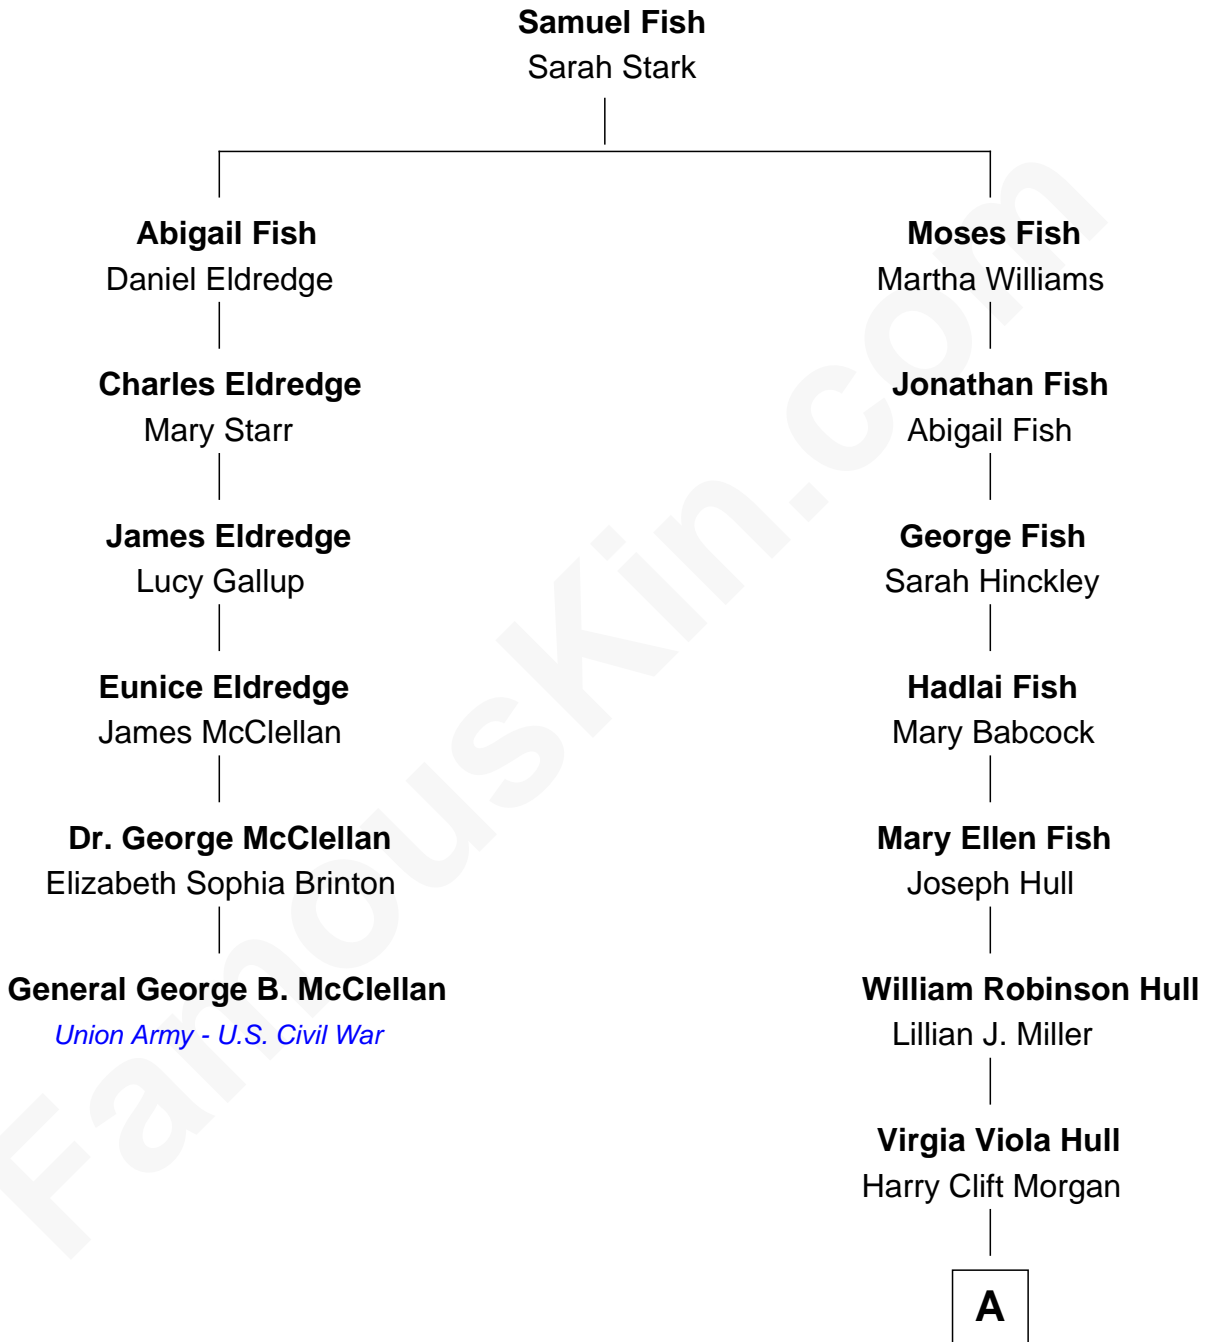 Samuel Fish
Sarah Stark
Abigail Fish
Daniel Eldredge
Moses Fish
Martha Williams
Charles Eldredge
Mary Starr
Jonathan Fish
Abigail Fish
James Eldredge
Lucy Gallup
George Fish
Sarah Hinckley
Eunice Eldredge
James McClellan
Hadlai Fish
Mary Babcock
Dr. George McClellan
Elizabeth Sophia Brinton
Mary Ellen Fish
Joseph Hull
General George B. McClellan
Union Army - U.S. Civil War
William Robinson Hull
Lillian J. Miller
Virgia Viola Hull
Harry Clift Morgan
A
FamousKin.com